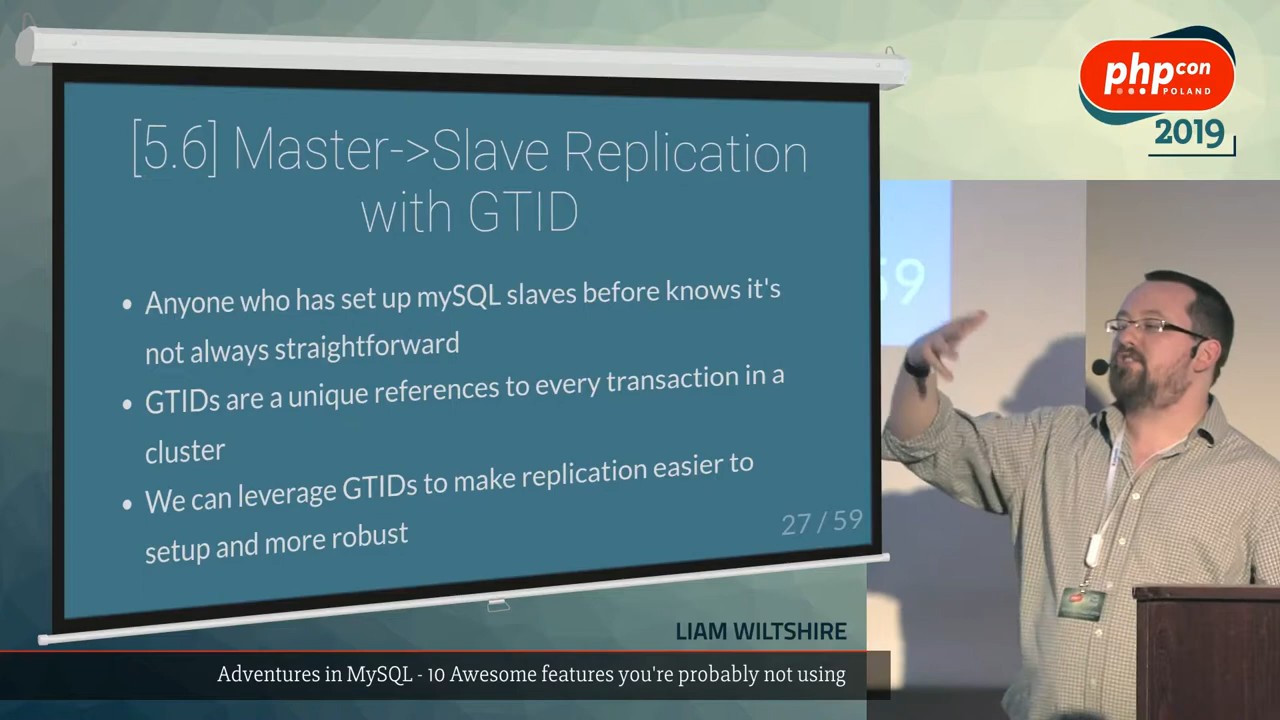 [5.6] Master->Slave Replication
with GTID
• Anyone who has set up mySQL slaves before knows it's
not always straightforward
• GTIDs are a unique references to every transaction in a
cluster
• We can leverage GTIDs to make replication easier to
setup and more robust
27 / 59
phpcon
POLAND
2019
59
LIAM WILTSHIRE
Adventures in MySQL - 10 Awesome features you're probably not using